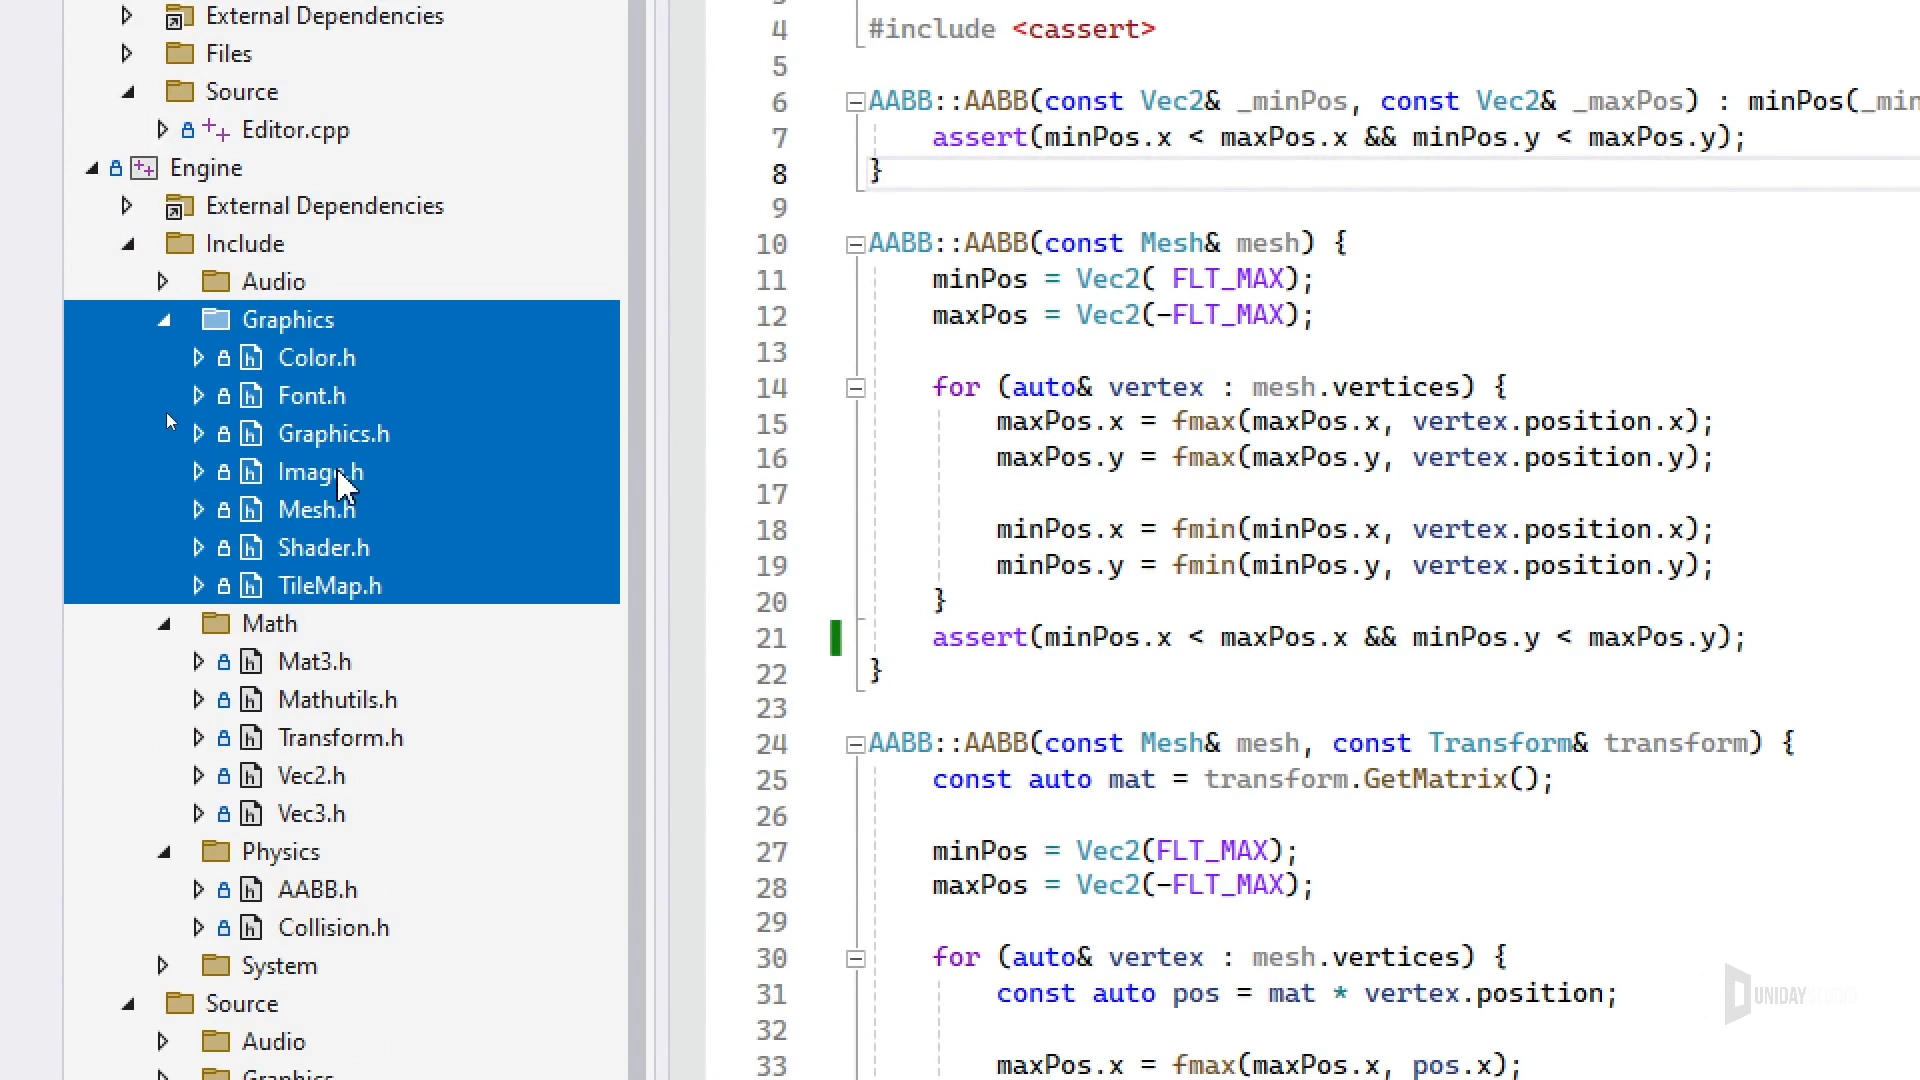 External Dependencies
Files
Source
Editor.cpp
Engine
External Dependencies
Include
Audio
Graphics
Color.h
Font.h
Graphics.h
Image.h
Mesh.h
Shader.h
TileMap.h
Math
Mat3.h
Mathutils.h
Transform.h
Vec2.h
Vec3.h
Physics
AABB.h
Collision.h
System
Source
Audio
Graphics
4 #include <cassert>
5
6 AABB::AABB(const Vec2& _minPos, const Vec2& _maxPos) : minPos(_min
7 assert(minPos.x < maxPos.x && minPos.y < maxPos.y);
8 }
9
10 AABB::AABB(const Mesh& mesh) {
11 minPos = Vec2( FLT_MAX);
12 maxPos = Vec2(-FLT_MAX);
13
14 for (auto& vertex : mesh.vertices) {
15 maxPos.x = fmax(maxPos.x, vertex.position.x);
16 maxPos.y = fmax(maxPos.y, vertex.position.y);
17
18 minPos.x = fmin(minPos.x, vertex.position.x);
19 minPos.y = fmin(minPos.y, vertex.position.y);
20 }
21 assert(minPos.x < maxPos.x && minPos.y < maxPos.y);
22 }
23
24 AABB::AABB(const Mesh& mesh, const Transform& transform) {
25 const auto mat = transform.GetMatrix();
26
27 minPos = Vec2(FLT_MAX);
28 maxPos = Vec2(-FLT_MAX);
29
30 for (auto& vertex : mesh.vertices) {
31 const auto pos = mat * vertex.position;
32
33 maxPos.x = fmax(maxPos.x, pos.x);
UNIDAY